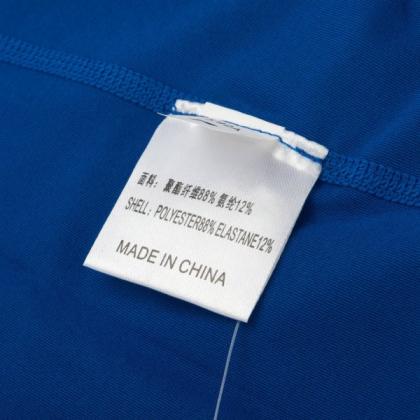 面料：聚酯纤维88% 氨纶12%
SHELL：POLYESTER88% ELASTANE12%
MADE IN CHINA